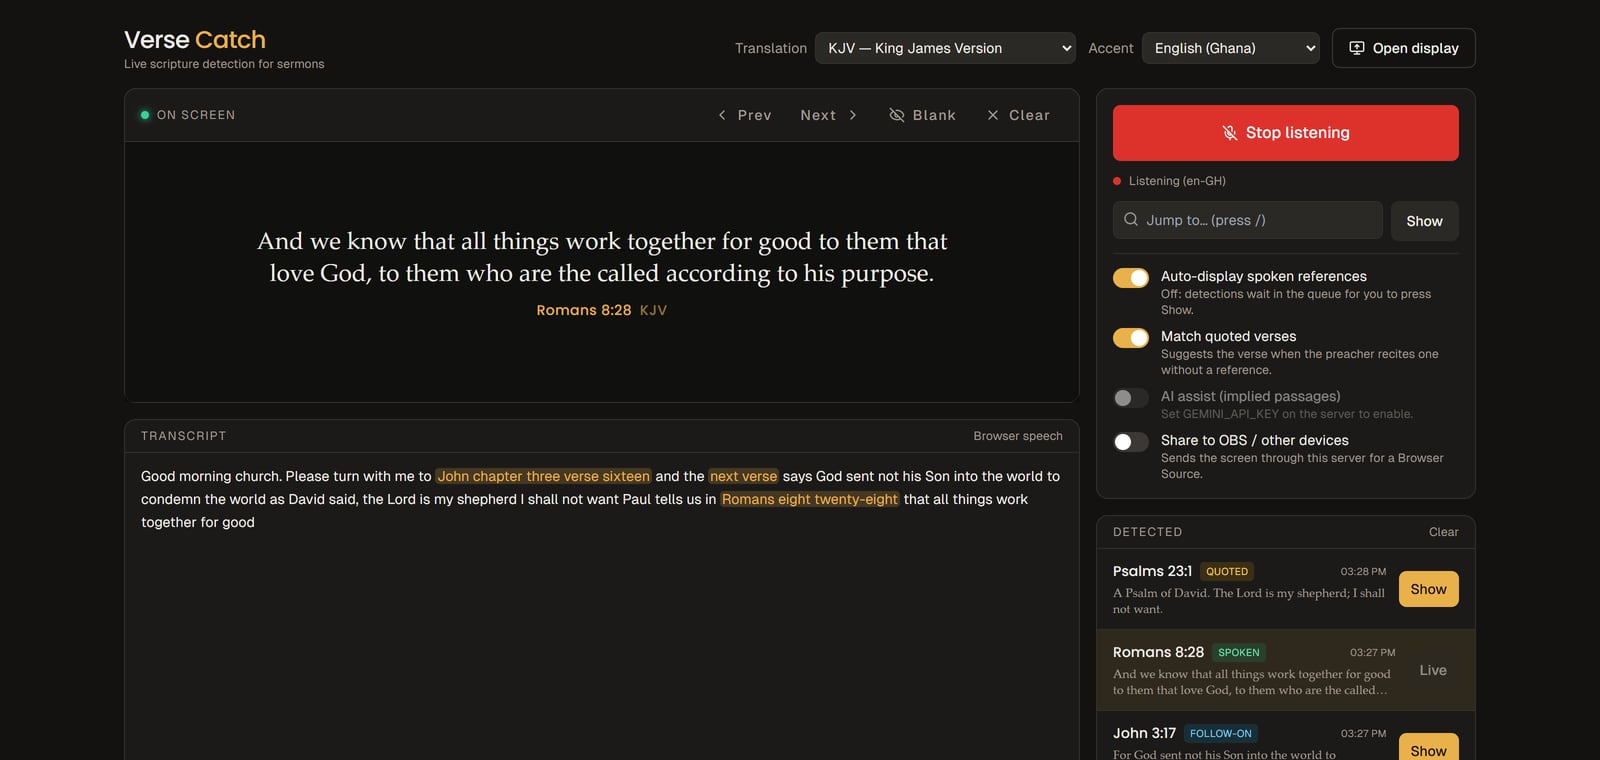 Verse Catch
Live scripture detection for sermons
Translation KJV — King James Version Accent English (Ghana) Open display
ON SCREEN Prev Next Blank Clear
And we know that all things work together for good to them that
love God, to them who are the called according to his purpose.
Romans 8:28 KJV
TRANSCRIPT Browser speech
Good morning church. Please turn with me to John chapter three verse sixteen and the next verse says God sent not his Son into the world to
condemn the world as David said, the Lord is my shepherd I shall not want Paul tells us in Romans eight twenty-eight that all things work
together for good
Stop listening
Listening (en-GH)
Jump to... (press /) Show
Auto-display spoken references
Off: detections wait in the queue for you to press
Show.
Match quoted verses
Suggests the verse when the preacher recites one
without a reference.
AI assist (implied passages)
Set GEMINI_API_KEY on the server to enable.
Share to OBS / other devices
Sends the screen through this server for a Browser
Source.
DETECTED Clear
Psalms 23:1 QUOTED 03:28 PM
A Psalm of David. The Lord is my shepherd; I shall
not want.
Show
Romans 8:28 SPOKEN 03:27 PM
And we know that all things work together for good
to them that love God, to them who are the called…
Live
John 3:17 FOLLOW-ON 03:27 PM
For God sent not his Son into the world to
Show